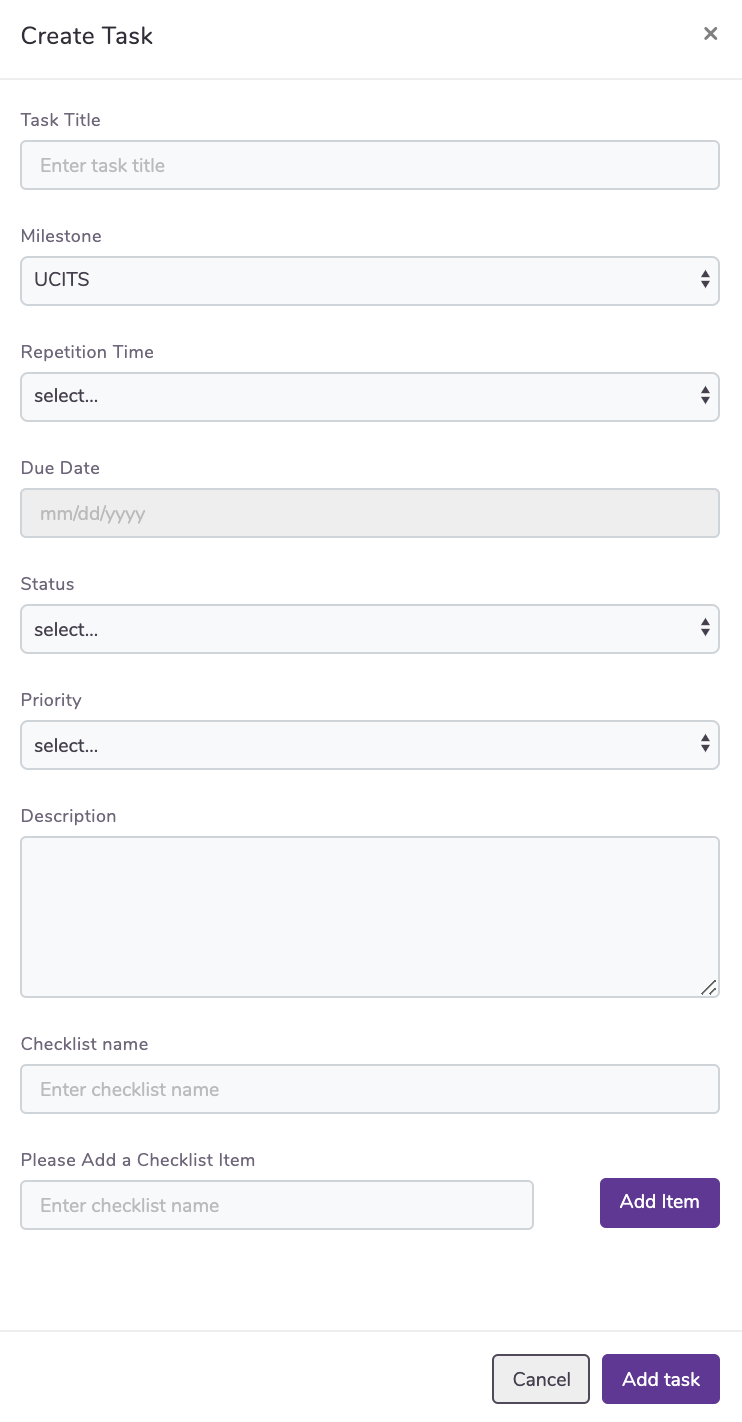 Create Task
Task Title
Enter task title
Milestone
UCITS
Repetition Time
select...
Due Date
mm/dd/yyyy
Status
select...
Priority
select...
Description
Checklist name
Enter checklist name
Please Add a Checklist Item
Enter checklist name
Add Item
Cancel
Add task